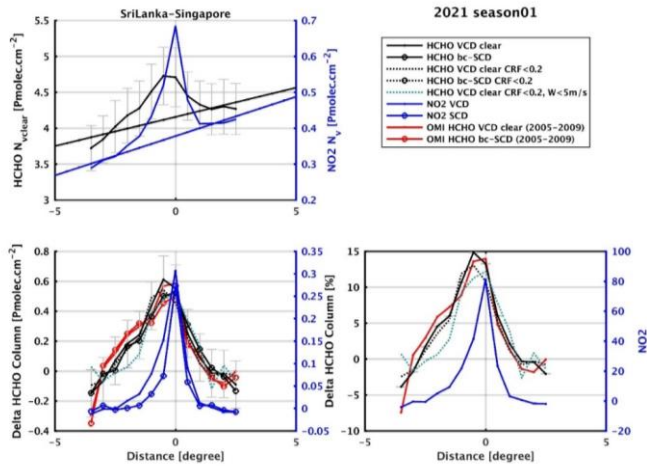 SriLanka-Singapore
2021 season01
HCHO N_vclear [Pmolec.cm⁻²]
5
4.5
4
3.5
3
0.7
0.6
0.5
0.4
0.3
0.2
NO2 N_v [Pmolec.cm⁻²]
-5 0 5
HCHO VCD clear
HCHO bc-SCD
HCHO VCD clear CRF<0.2
HCHO bc-SCD CRF<0.2
HCHO VCD clear CRF<0.2, W<5m/s
NO2 VCD
NO2 SCD
OMI HCHO VCD clear (2005-2009)
OMI HCHO bc-SCD (2005-2009)
Delta HCHO Column [Pmolec.cm⁻²]
0.8
0.6
0.4
0.2
0
-0.2
-0.4
0.35
0.3
0.25
0.2
0.15
0.1
0.05
0
-0.05
-5 0 5
Distance [degree]
Delta HCHO Column [%]
15
10
5
0
-5
-10
100
80
60
40
20
0
-20
NO2
-5 0 5
Distance [degree]